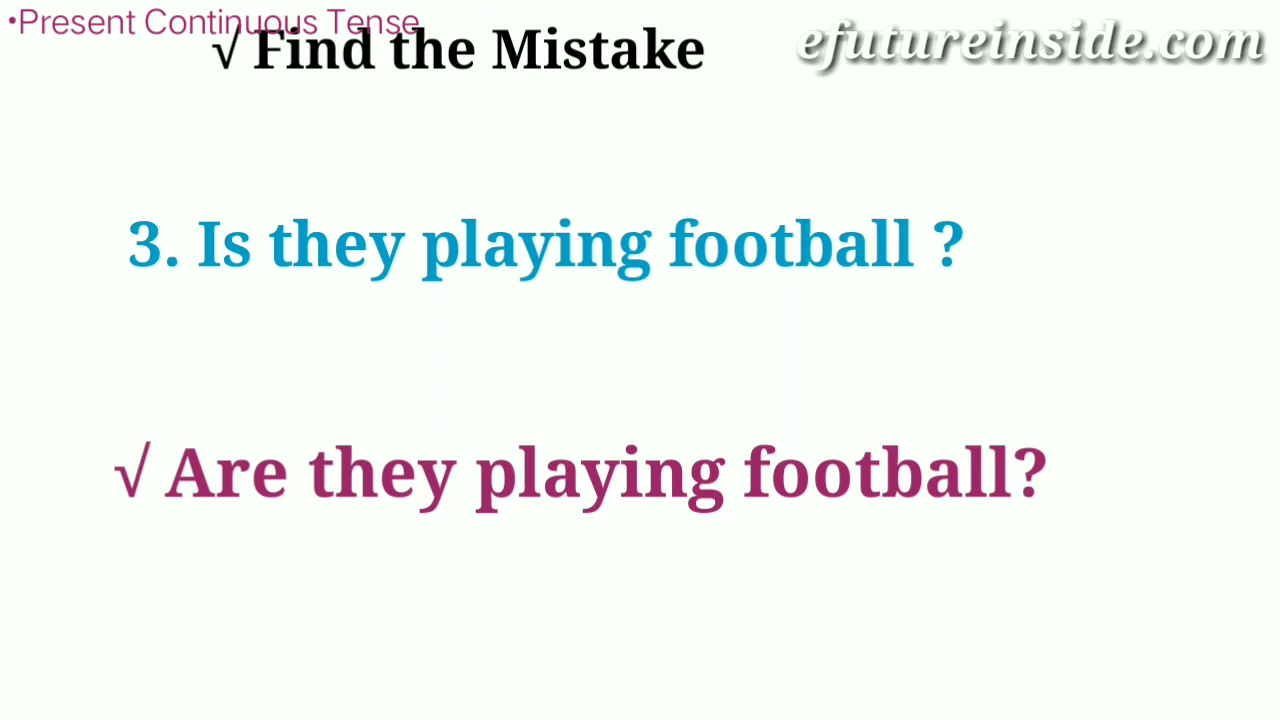 •Present Continuous Tense
√ Find the Mistake
efutureinside.com
3. Is they playing football ?
√ Are they playing football?